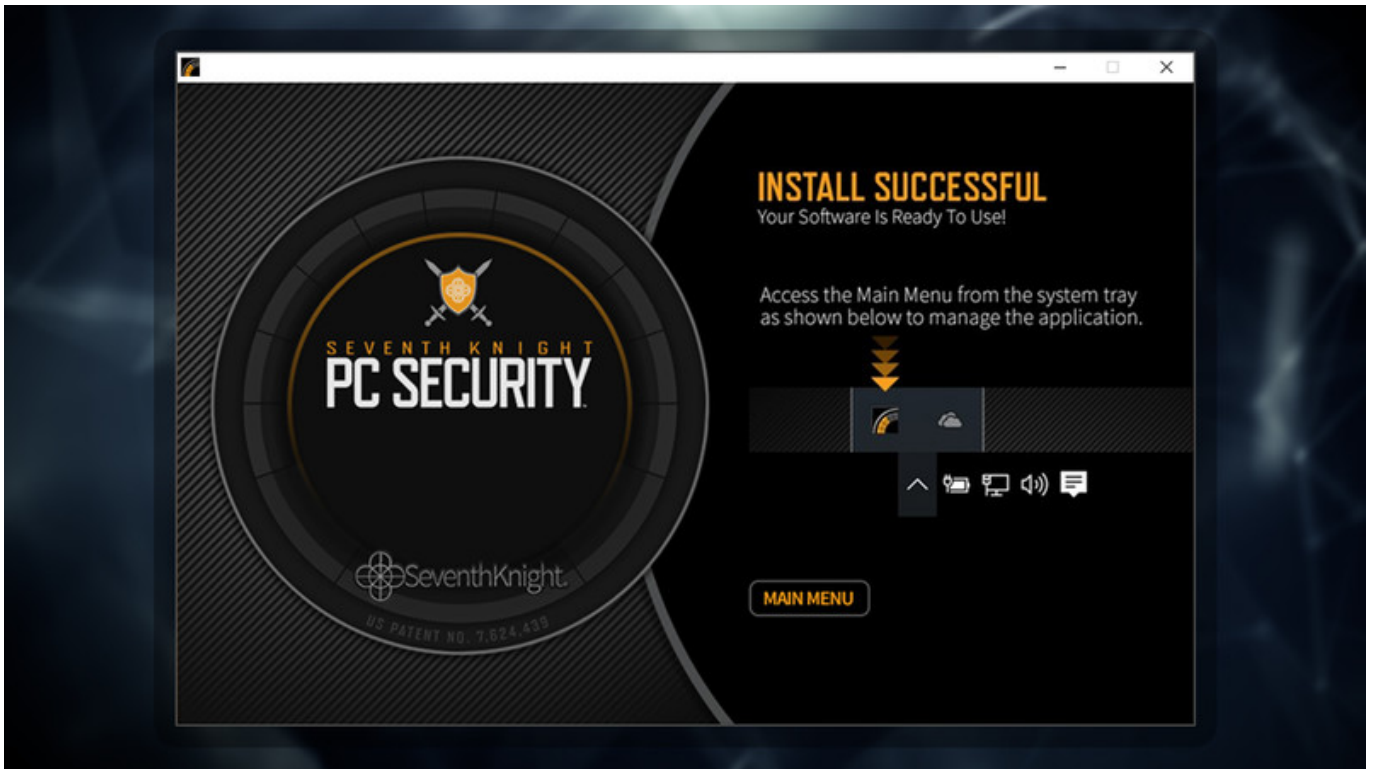 SEVENTH KNIGHT
PC SECURITY.
SeventhKnight.
US PATENT NO. 7,624,439
INSTALL SUCCESSFUL
Your Software Is Ready To Use!
Access the Main Menu from the system tray
as shown below to manage the application.
MAIN MENU